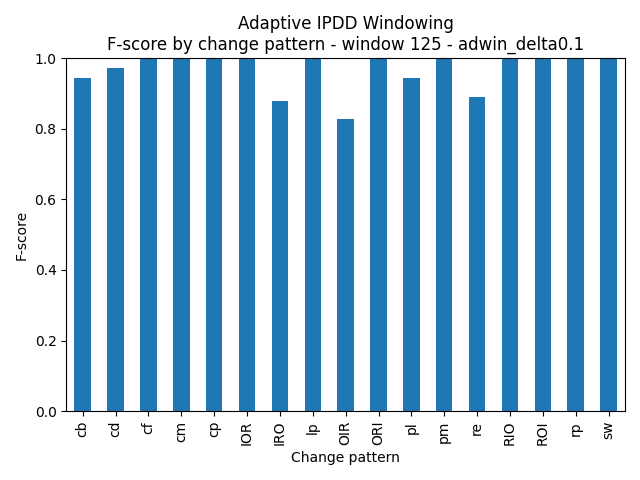 Adaptive IPDD Windowing
F-score by change pattern - window 125 - adwin_delta0.1
F-score
1.0
0.8
0.6
0.4
0.2
0.0
cb cd cf cm cp IOR IRO lp OIR ORI pl pm re RIO ROI rp sw
Change pattern